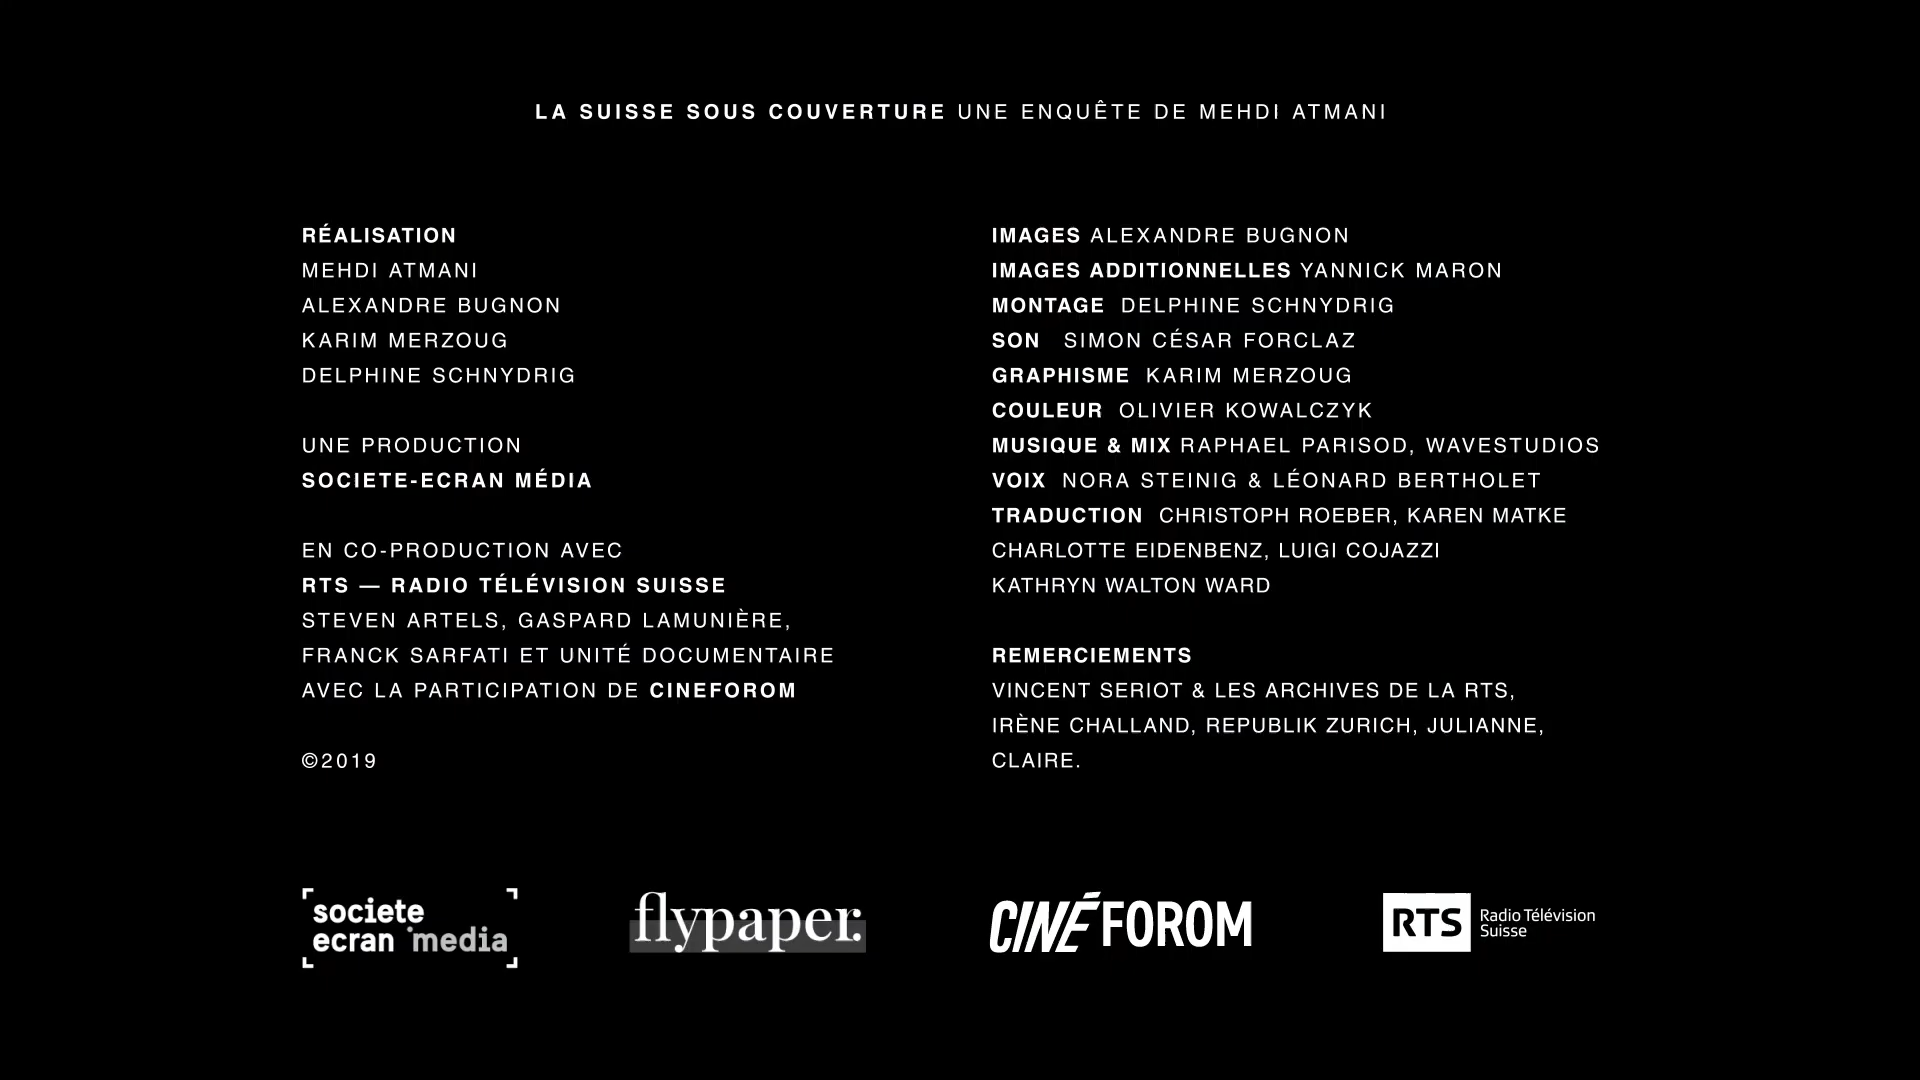 LA SUISSE SOUS COUVERTURE UNE ENQUÊTE DE MEHDI ATMANI
RÉALISATION
MEHDI ATMANI
ALEXANDRE BUGNON
KARIM MERZOUG
DELPHINE SCHNYDRIG
UNE PRODUCTION
SOCIETE-ECRAN MÉDIA
EN CO-PRODUCTION AVEC
RTS — RADIO TÉLÉVISION SUISSE
STEVEN ARTELS, GASPARD LAMUNIÈRE,
FRANCK SARFATI ET UNITÉ DOCUMENTAIRE
AVEC LA PARTICIPATION DE CINEFOROM
©2019
IMAGES ALEXANDRE BUGNON
IMAGES ADDITIONNELLES YANNICK MARON
MONTAGE DELPHINE SCHNYDRIG
SON SIMON CÉSAR FORCLAZ
GRAPHISME KARIM MERZOUG
COULEUR OLIVIER KOWALCZYK
MUSIQUE & MIX RAPHAEL PARISOD, WAVESTUDIOS
VOIX NORA STEINIG & LÉONARD BERTHOLET
TRADUCTION CHRISTOPH ROEBER, KAREN MATKE
CHARLOTTE EIDENBENZ, LUIGI COJAZZI
KATHRYN WALTON WARD
REMERCIEMENTS
VINCENT SERIOT & LES ARCHIVES DE LA RTS,
IRÈNE CHALLAND, REPUBLIK ZURICH, JULIANNE,
CLAIRE.
societe
ecran media
flypaper.
CINÉFOROM
RTS Radio Télévision
Suisse